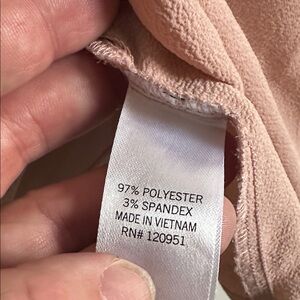 97% POLYESTER
3% SPANDEX
MADE IN VIETNAM
RN# 120951